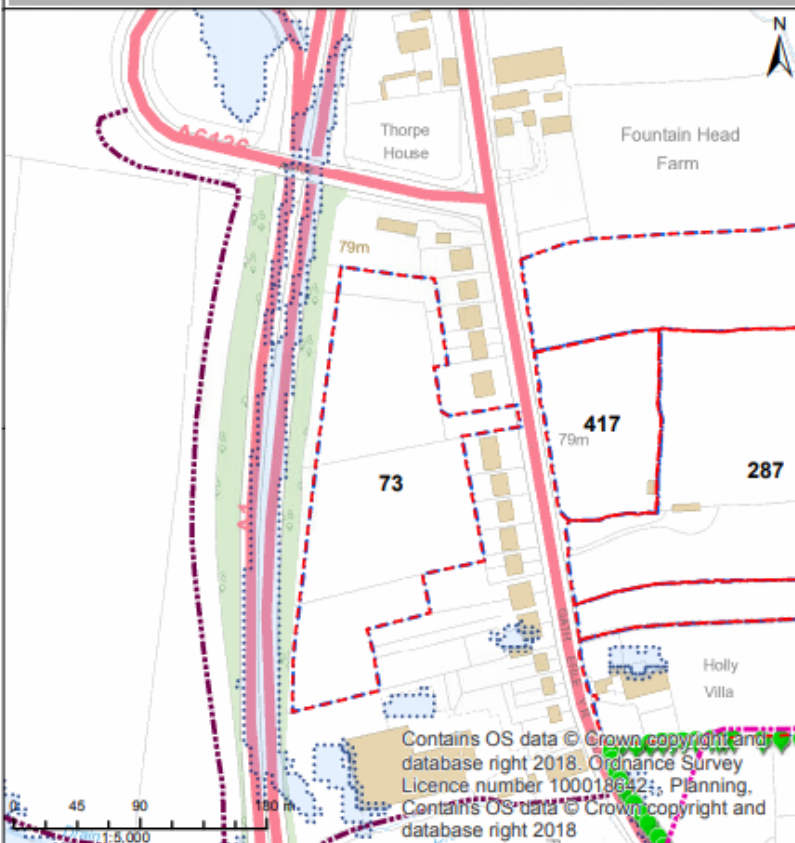 N
A6136
Thorpe
House
Fountain Head
Farm
79m
417
79m
73
287
A1
Holly
Villa
Contains OS data © Crown copyright and
database right 2018. Ordnance Survey
Licence number 100018642., Planning,
Contains OS data © Crown copyright and
database right 2018
0 45 90 180 m
Drain
1:5,000